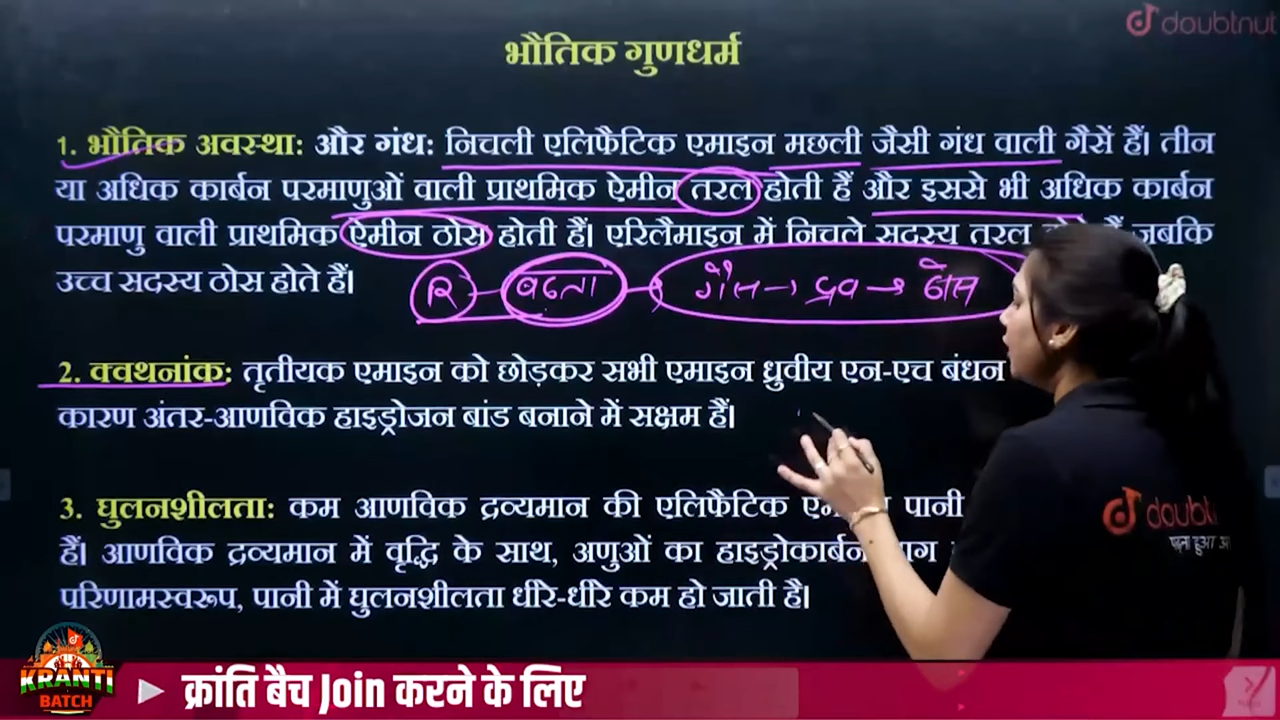 doubtnut
भौतिक गुणधर्म
1. भौतिक अवस्था: और गंध: निचली एलिफैटिक एमाइन मछली जैसी गंध वाली गैसें हैं। तीन
या अधिक कार्बन परमाणुओं वाली प्राथमिक ऐमीन तरल होती हैं और इससे भी अधिक कार्बन
परमाणु वाली प्राथमिक ऐमीन ठोस होती हैं। एरिलैमाइन में निचले सदस्य तरल जबकि
उच्च सदस्य ठोस होते हैं।
R बढता गैस → द्रव → ठोस
2. क्वथनांक: तृतीयक एमाइन को छोड़कर सभी एमाइन ध्रुवीय एन-एच बंधन
कारण अंतर-आणविक हाइड्रोजन बांड बनाने में सक्षम हैं।
3. घुलनशीलता: कम आणविक द्रव्यमान की एलिफैटिक पानी
हैं। आणविक द्रव्यमान में वृद्धि के साथ, अणुओं का हाइड्रोकार्बन
परिणामस्वरूप, पानी में घुलनशीलता धीरे-धीरे कम हो जाती है।
KRANTI
BATCH
क्रांति बैच Join करने के लिए